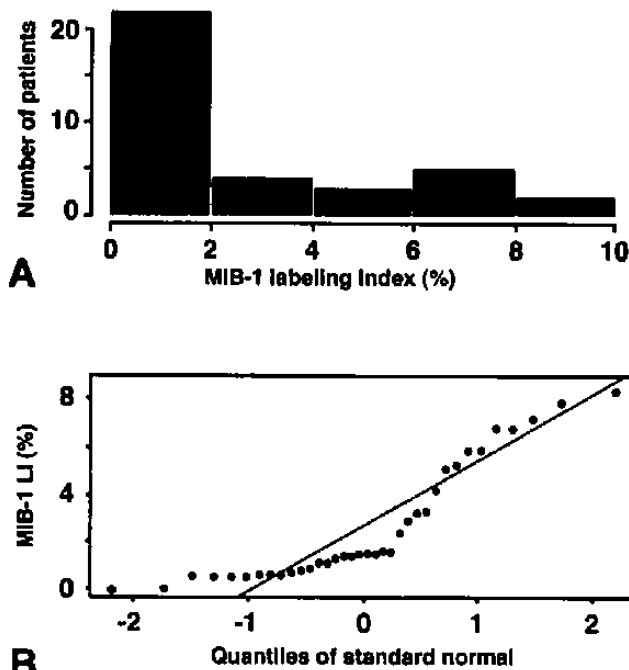 20
10
0
Number of patients
0 2 4 6 8 10
A
MIB-1 labeling index (%)
8
4
0
MIB-1 LI (%)
-2 -1 0 1 2
B
Quantiles of standard normal